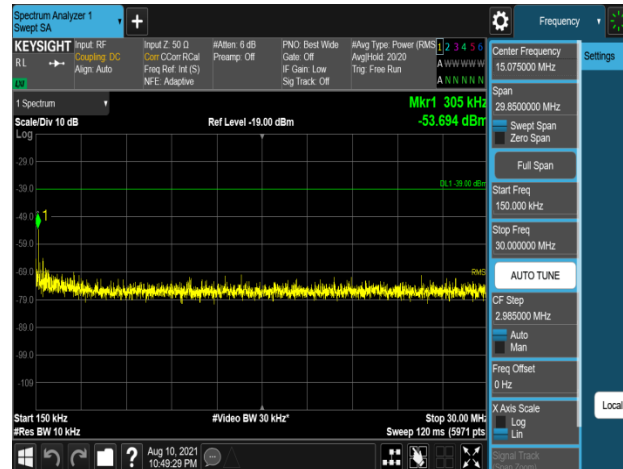 Spectrum Analyzer 1
Swept SA
+
Frequency
KEYSIGHT
RL
LNI
Input: RF
Coupling: DC
Align: Auto
Input Z: 50 Ω
Corr CCorr RCal
Freq Ref: Int (S)
NFE: Adaptive
#Atten: 6 dB
Preamp: Off
PNO: Best Wide
Gate: Off
IF Gain: Low
Sig Track: Off
#Avg Type: Power (RMS
Avg|Hold: 20/20
Trig: Free Run
1 2 3 4 5 6
A W W W W W
A N N N N N
1 Spectrum
Scale/Div 10 dB
Log
Ref Level -19.00 dBm
Mkr1 305 kHz
-53.694 dBm
-29.0
-39.0
-49.0
-59.0
-69.0
-79.0
-89.0
-99.0
-109
DL1 -39.00 dBm
1
RMS
Start 150 kHz
#Res BW 10 kHz
#Video BW 30 kHz*
Stop 30.00 MHz
Sweep 120 ms (5971 pts)
?
Aug 10, 2021
10:49:29 PM
Center Frequency
15.075000 MHz
Span
29.8500000 MHz
Swept Span
Zero Span
Full Span
Start Freq
150.000 kHz
Stop Freq
30.000000 MHz
AUTO TUNE
CF Step
2.985000 MHz
Auto
Man
Freq Offset
0 Hz
X Axis Scale
Log
Lin
Signal Track
(Span Zoom)
Settings
Local